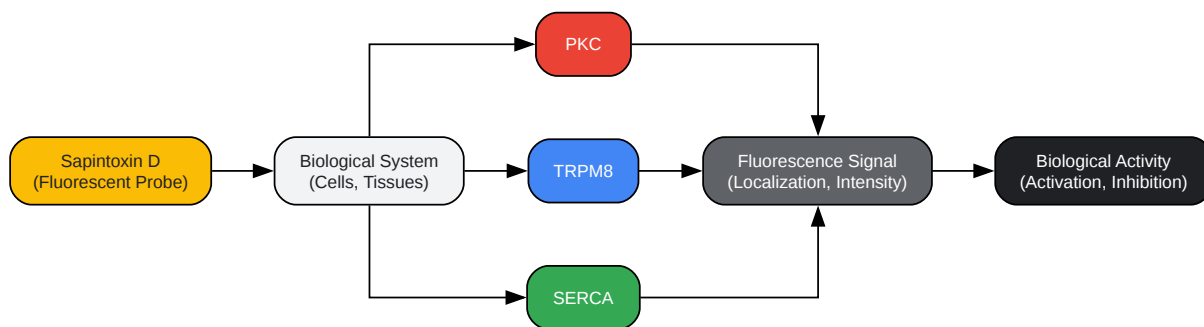 PKC
Sapintoxin D
(Fluorescent Probe)
Biological System
(Cells, Tissues)
TRPM8
Fluorescence Signal
(Localization, Intensity)
Biological Activity
(Activation, Inhibition)
SERCA